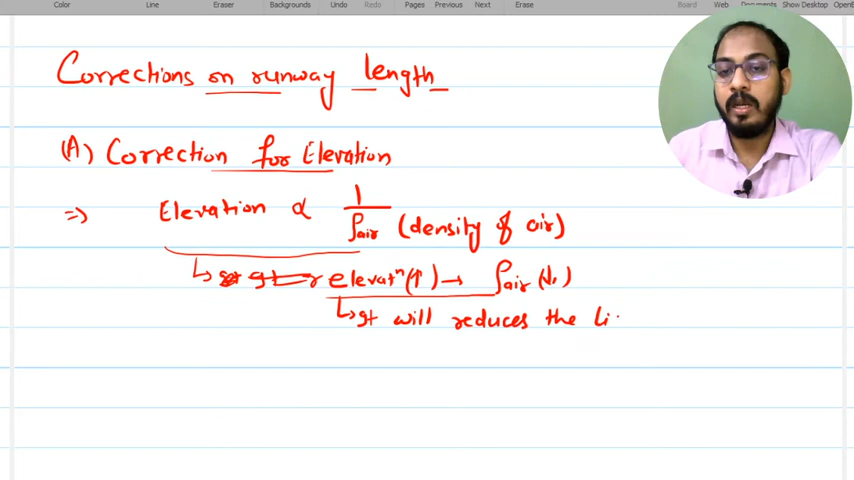 Color Line Eraser Backgrounds Undo Redo Pages Previous Next Erase Board Web Documents Show Desktop
Corrections on runway length
(A) Correction for Elevation
⇒ Elevation ∝ 1/ρair (density of air)
↳ elevatn(↑) → ρair (↓)
↳ It will reduces the Li